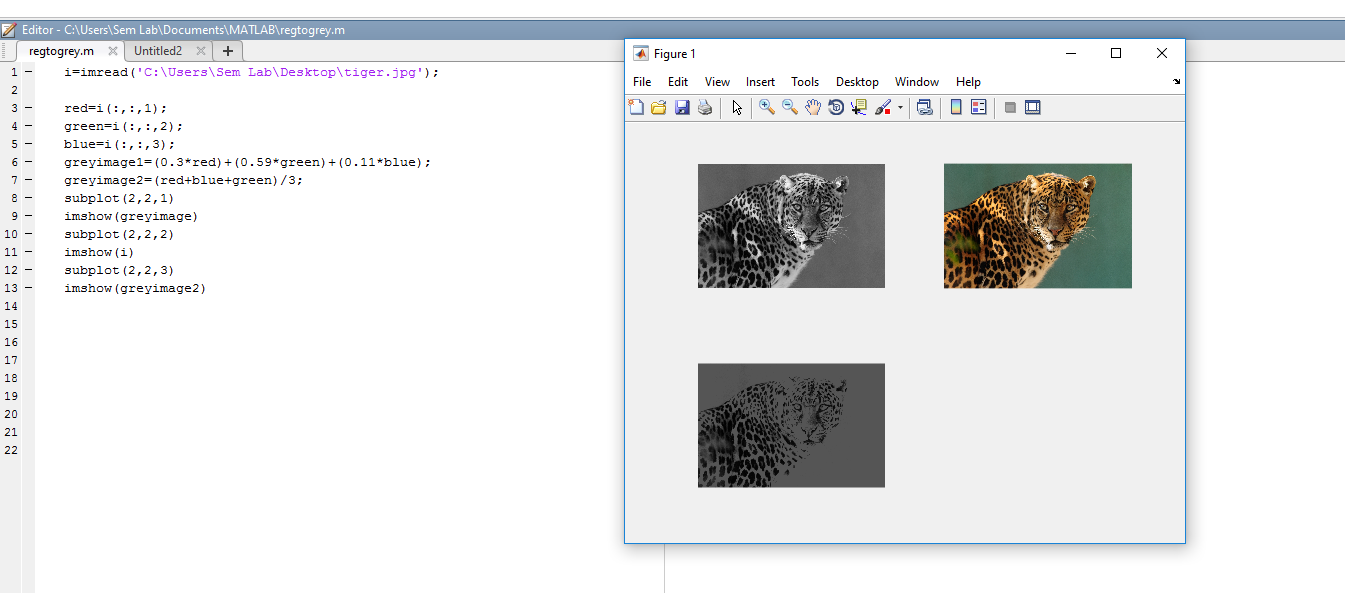 Editor - C:\Users\Sem Lab\Documents\MATLAB\regtogrey.m
regtogrey.m Untitled2
1 i=imread('C:\Users\Sem Lab\Desktop\tiger.jpg');
2
3 red=i(:,:,1);
4 green=i(:,:,2);
5 blue=i(:,:,3);
6 greyimage1=(0.3*red)+(0.59*green)+(0.11*blue);
7 greyimage2=(red+blue+green)/3;
8 subplot(2,2,1)
9 imshow(greyimage)
10 subplot(2,2,2)
11 imshow(i)
12 subplot(2,2,3)
13 imshow(greyimage2)
14
15
16
17
18
19
20
21
22
Figure 1
File Edit View Insert Tools Desktop Window Help